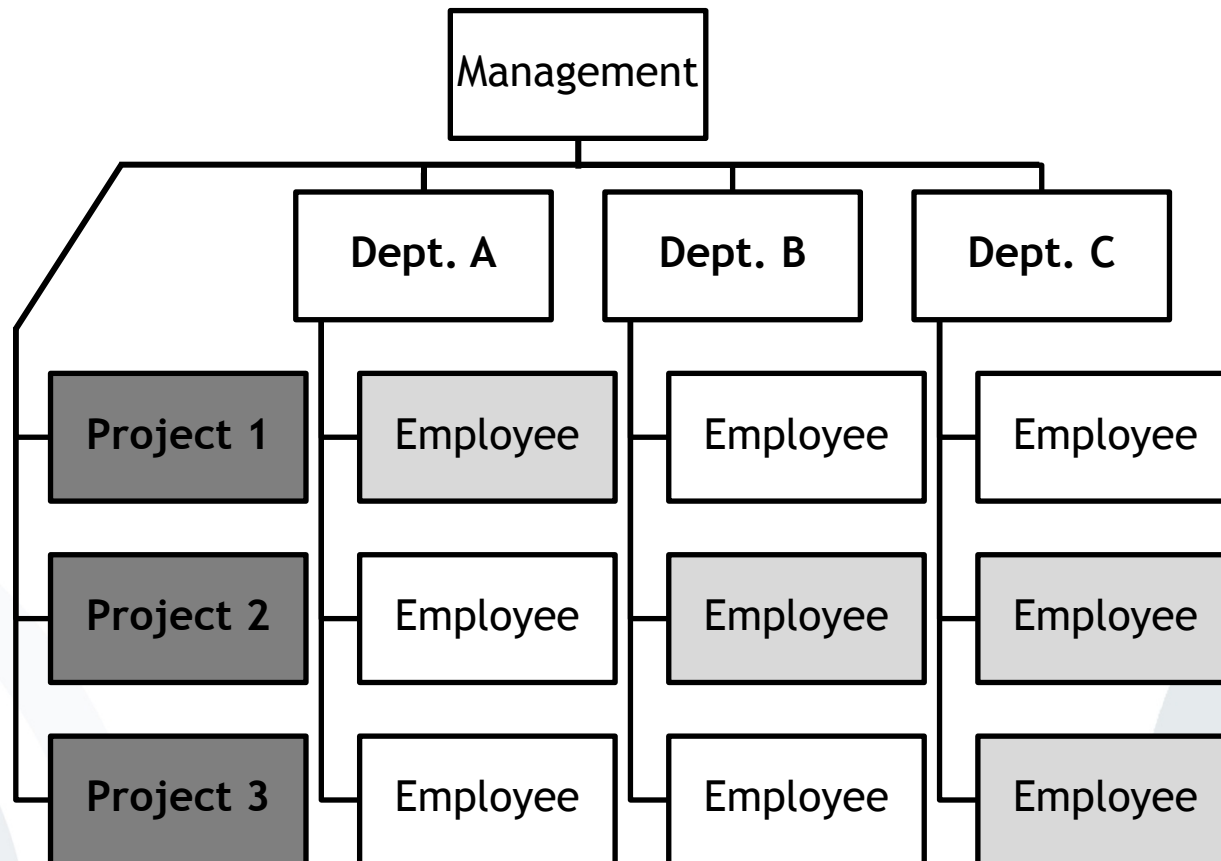 Management
Dept. A
Dept. B
Dept. C
Project 1
Employee
Employee
Employee
Project 2
Employee
Employee
Employee
Project 3
Employee
Employee
Employee